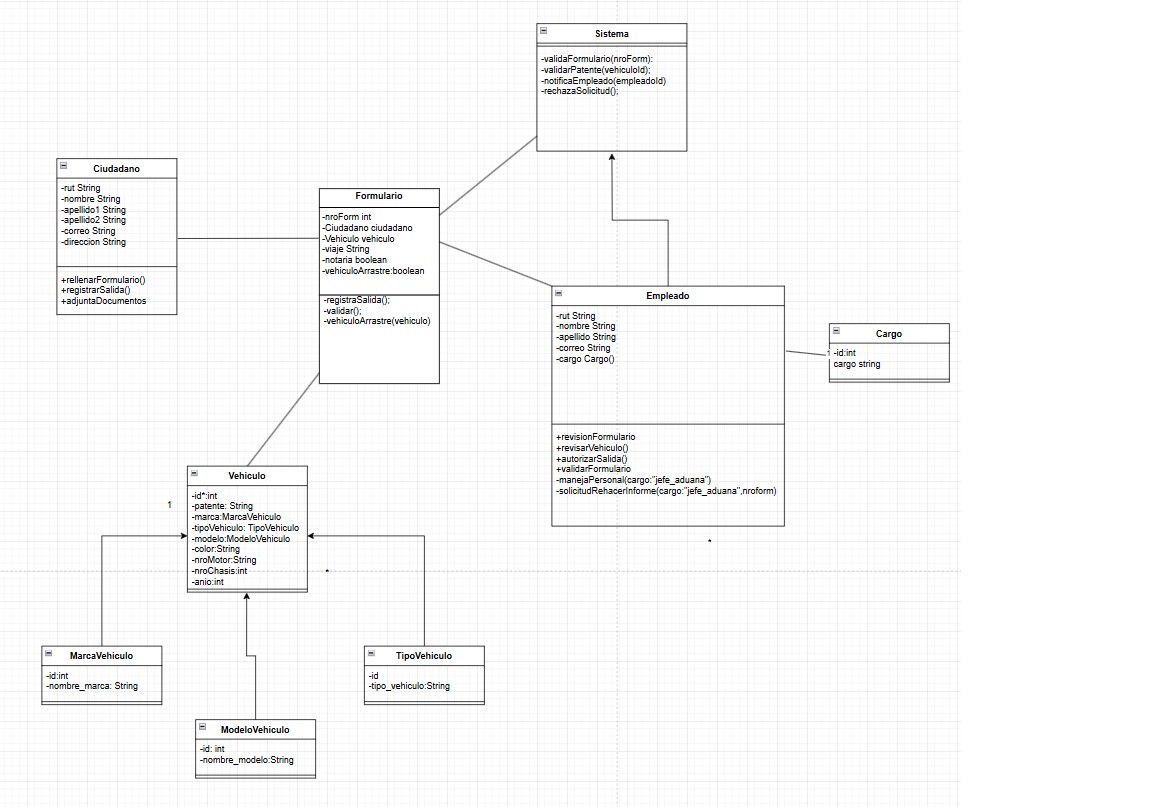 Sistema
-validaFormulario(nroForm):
-validarPatente(vehiculoId);
-notificaEmpleado(empleadoId)
-rechazaSolicitud();
Ciudadano
-rut String
-nombre String
-apellido1 String
-apellido2 String
-correo String
-direccion String
+rellenarFormulario()
+registrarSalida()
+adjuntaDocumentos
Formulario
-nroForm int
-Ciudadano ciudadano
-Vehiculo vehiculo
-viaje String
-notaria boolean
-vehiculoArrastre:boolean
-registraSalida();
-validar();
-vehiculoArrastre(vehiculo)
Empleado
-rut String
-nombre String
-apellido String
-correo String
-cargo Cargo()
+revisionFormulario
+revisarVehiculo()
+autorizarSalida()
+validarFormulario
-manejaPersonal(cargo:"jefe_aduana")
-solicitudRehacerInforme(cargo:"jefe_aduana",nroform)
*
Cargo
1
-id:int
cargo string
Vehiculo
1
-id*:int
-patente: String
-marca:MarcaVehiculo
-tipoVehiculo: TipoVehiculo
-modelo:ModeloVehiculo
-color:String
-nroMotor:String
-nroChasis:int
-anio:int
*
MarcaVehiculo
-id:int
-nombre_marca: String
TipoVehiculo
-id
-tipo_vehiculo:String
ModeloVehiculo
-id: int
-nombre_modelo:String